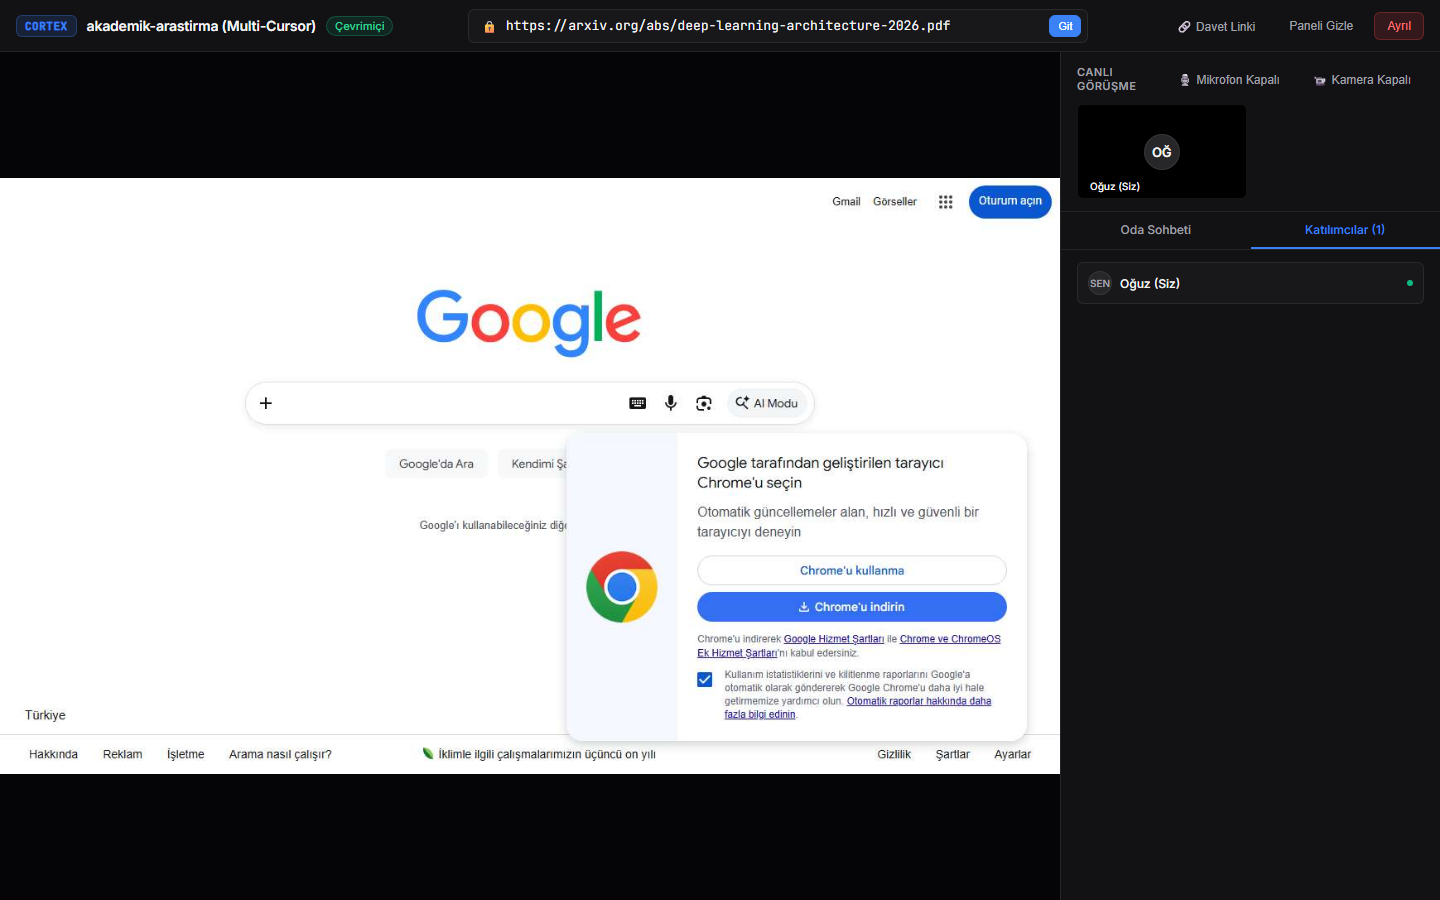 CORTEX
akademik-arastirma (Multi-Cursor)
Çevrimiçi
https://arxiv.org/abs/deep-learning-architecture-2026.pdf
Git
Davet Linki
Paneli Gizle
Ayrıl
CANLI
GÖRÜŞME
Mikrofon Kapalı
Kamera Kapalı
OĞ
Oğuz (Siz)
Oda Sohbeti
Katılımcılar (1)
SEN
Oğuz (Siz)
Gmail
Görseller
Oturum açın
Google
AI Modu
Google'da Ara
Kendimi Şa
Google'ı kullanabileceğiniz diğe
Google tarafından geliştirilen tarayıcı
Chrome'u seçin
Otomatik güncellemeler alan, hızlı ve güvenli bir
tarayıcıyı deneyin
Chrome'u kullanma
Chrome'u indirin
Chrome'u indirerek Google Hizmet Şartları ile Chrome ve ChromeOS
Ek Hizmet Şartları'nı kabul edersiniz.
Kullanım istatistiklerini ve kilitlenme raporlarını Google'a
otomatik olarak göndererek Google Chrome'u daha iyi hale
getirmemize yardımcı olun. Otomatik raporlar hakkında daha
fazla bilgi edinin.
Türkiye
Hakkında
Reklam
İşletme
Arama nasıl çalışır?
İklimle ilgili çalışmalarımızın üçüncü on yılı
Gizlilik
Şartlar
Ayarlar